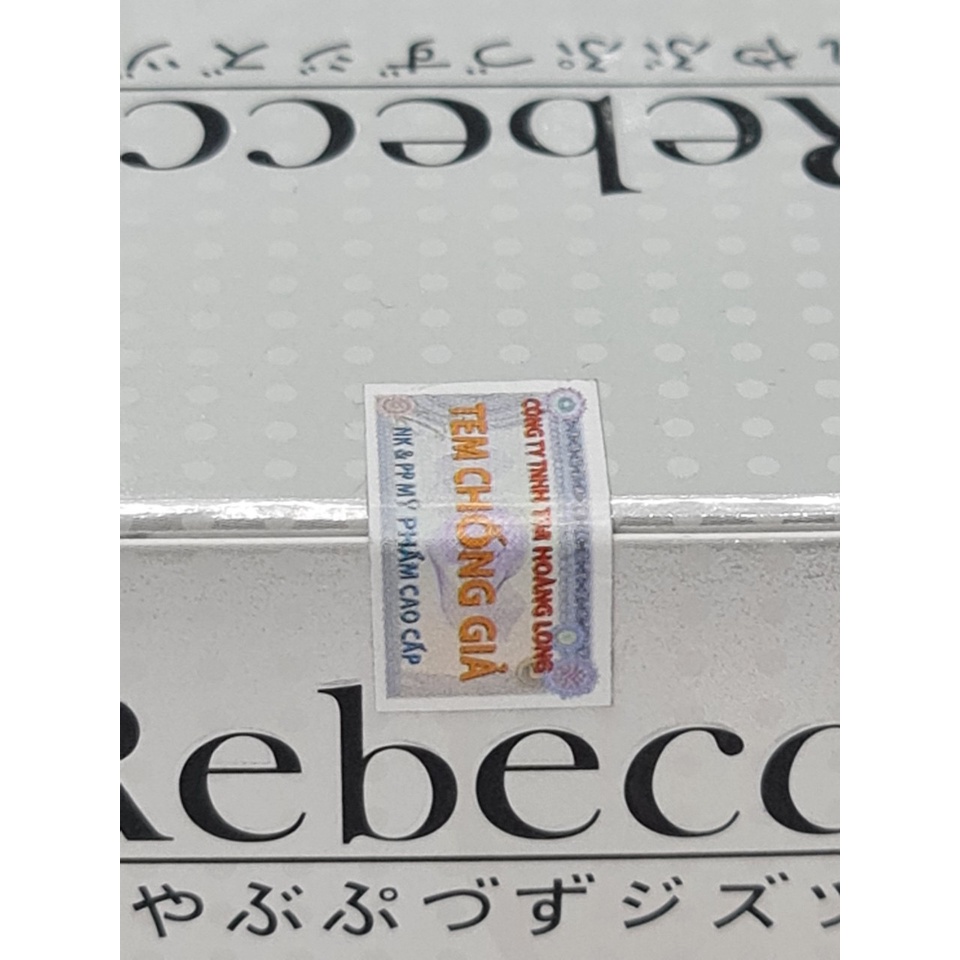 Rebecc
やぶぷづずジズ
CÔNG TY TNHH TM HOÀNG LONG
TEM CHỐNG GIẢ
NK & PP MỸ PHẨM CAO CẤP
Rebecc
やぶぷづずジズ